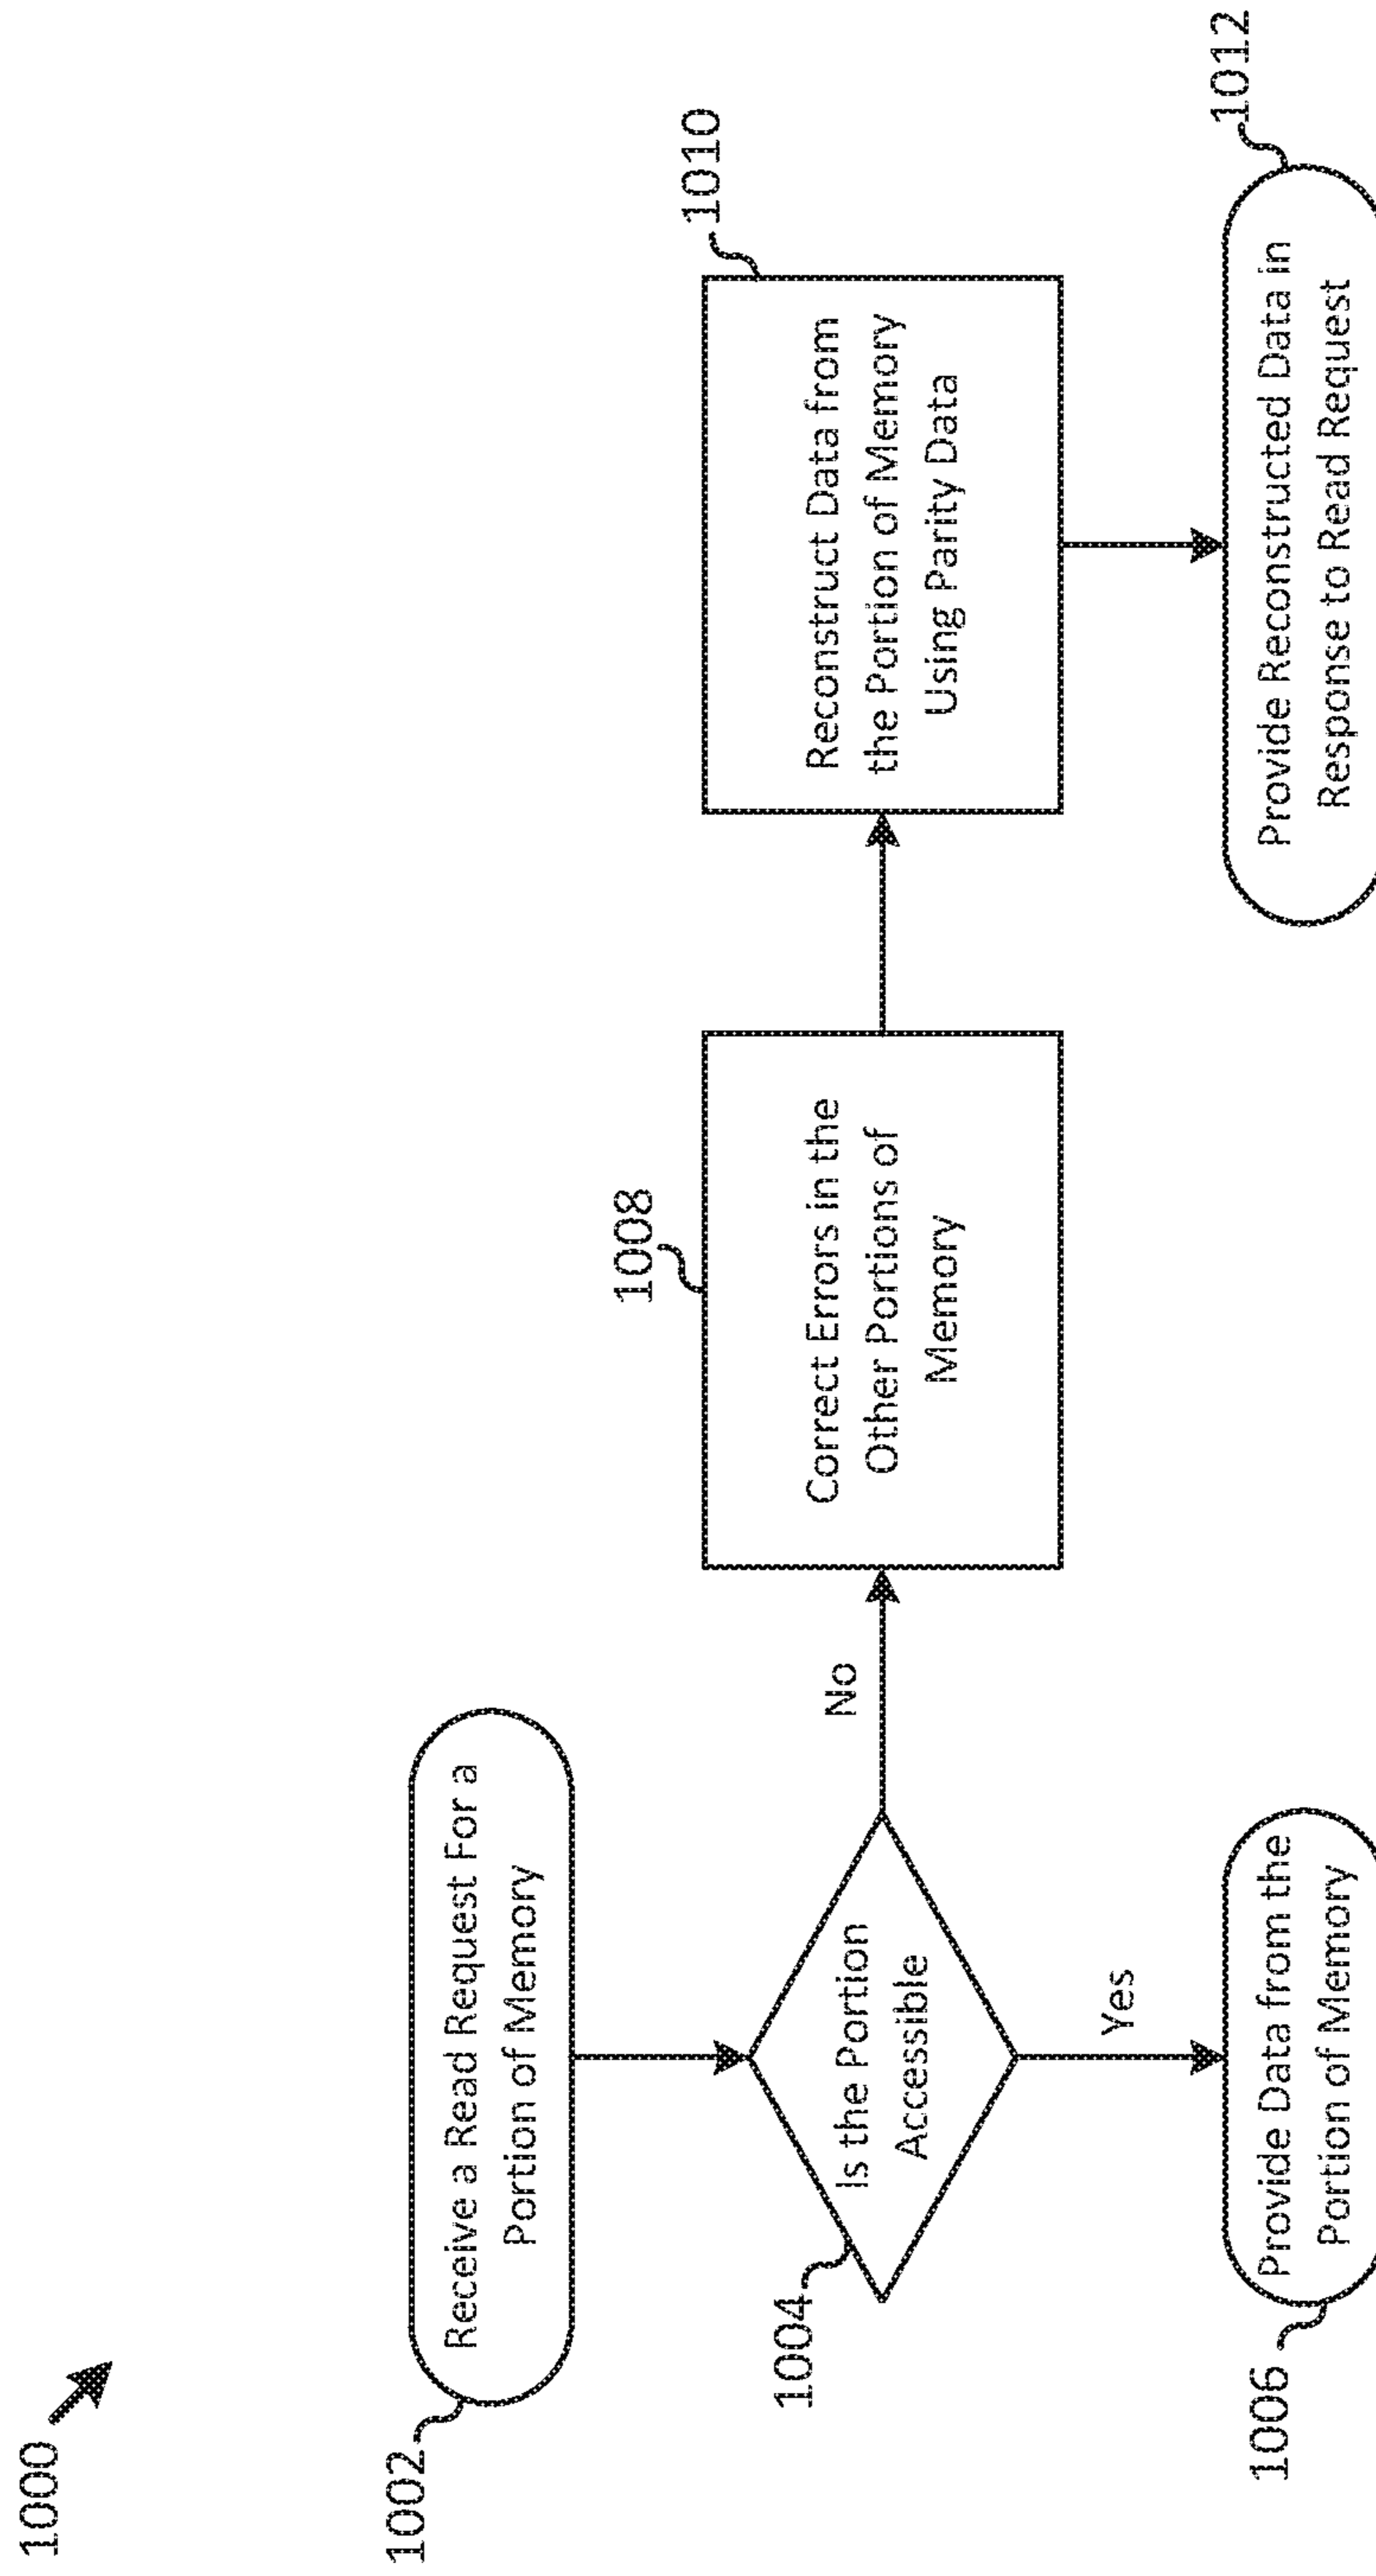 1000
1002
Receive a Read Request For a
Portion of Memory
1004
Is the Portion
Accessible
No
Yes
1006
Provide Data from the
Portion of Memory
1008
Correct Errors in the
Other Portions of
Memory
1010
Reconstruct Data from
the Portion of Memory
Using Parity Data
1012
Provide Reconstructed Data in
Response to Read Request